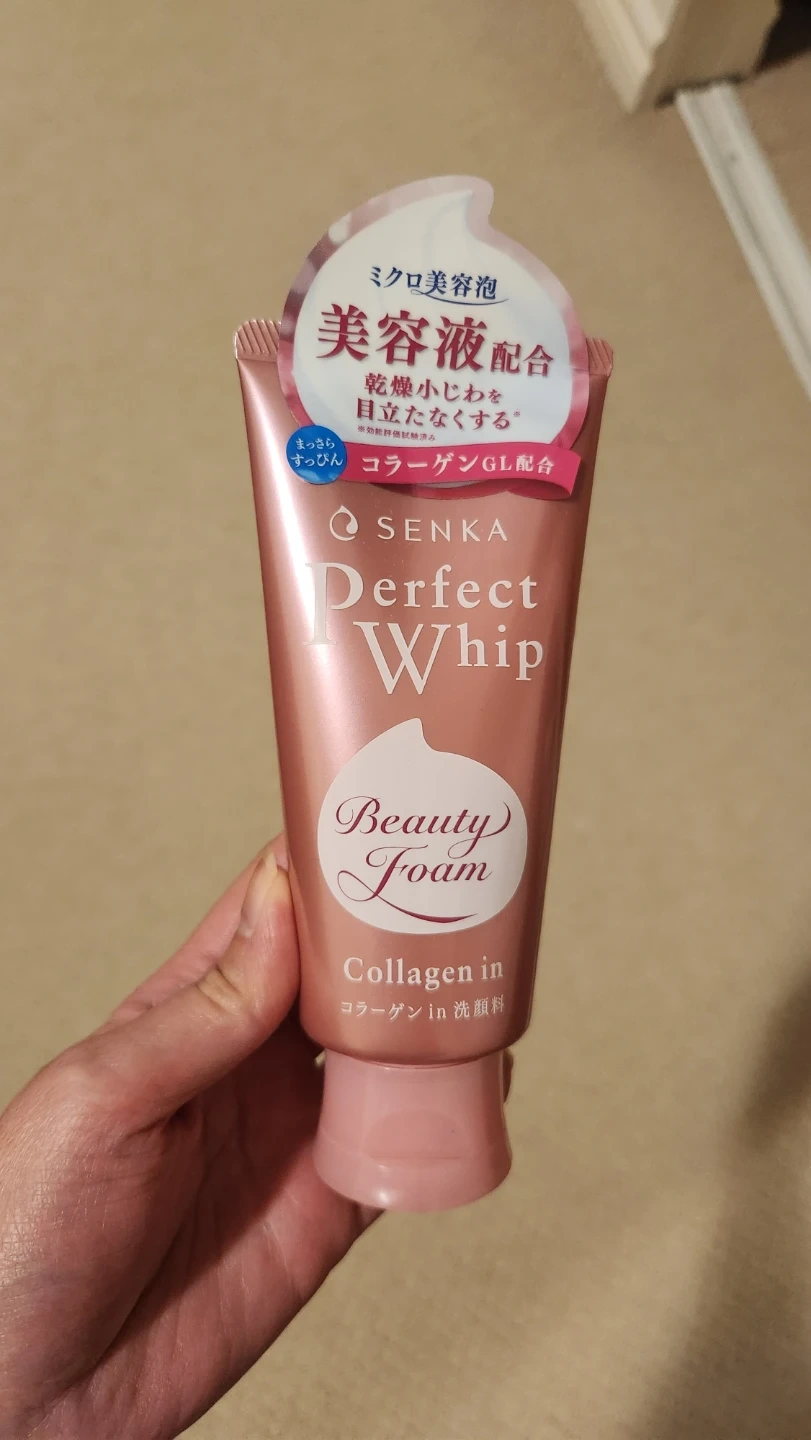 ミクロ美容泡
美容液配合
乾燥小じわを
目立たなくする※
※効能評価試験済み
まっさら
すっぴん
コラーゲンGL配合
SENKA
Perfect
Whip
Beauty
Foam
Collagen in
コラーゲン in 洗顔料